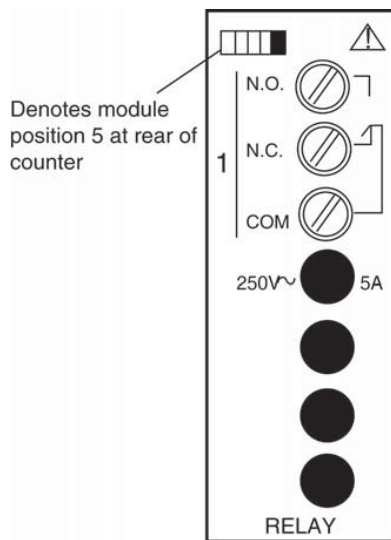 Denotes module
position 5 at rear of
counter
1
N.O.
N.C.
COM
250V~ 5A
RELAY